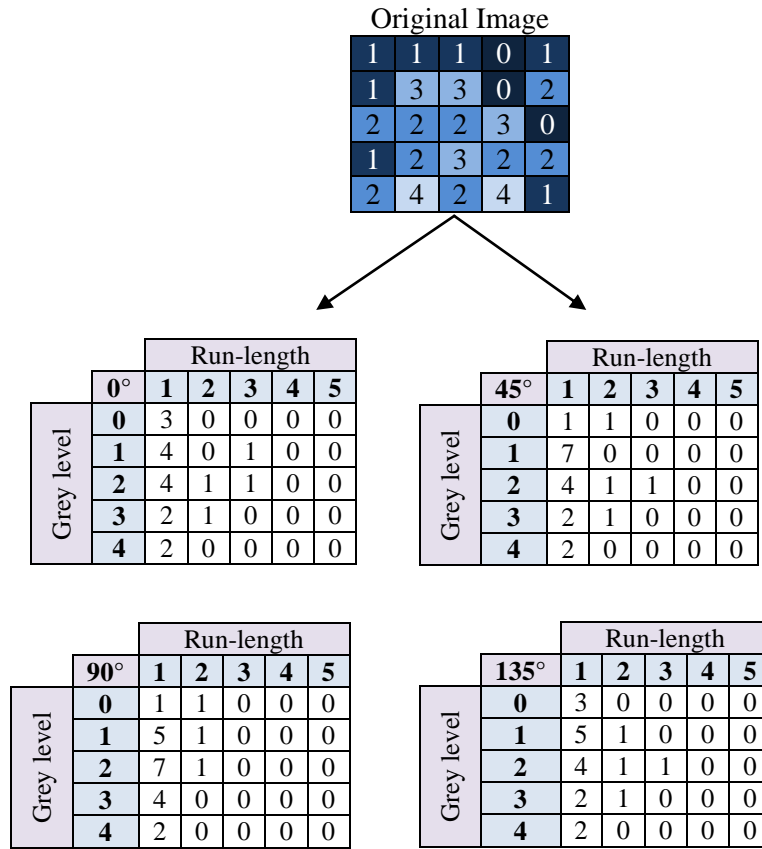 Original Image
1 1 1 0 1
1 3 3 0 2
2 2 2 3 0
1 2 3 2 2
2 4 2 4 1
Run-length
0° 1 2 3 4 5
Grey level
0 3 0 0 0 0
1 4 0 1 0 0
2 4 1 1 0 0
3 2 1 0 0 0
4 2 0 0 0 0
Run-length
45° 1 2 3 4 5
Grey level
0 1 1 0 0 0
1 7 0 0 0 0
2 4 1 1 0 0
3 2 1 0 0 0
4 2 0 0 0 0
Run-length
90° 1 2 3 4 5
Grey level
0 1 1 0 0 0
1 5 1 0 0 0
2 7 1 0 0 0
3 4 0 0 0 0
4 2 0 0 0 0
Run-length
135° 1 2 3 4 5
Grey level
0 3 0 0 0 0
1 5 1 0 0 0
2 4 1 1 0 0
3 2 1 0 0 0
4 2 0 0 0 0